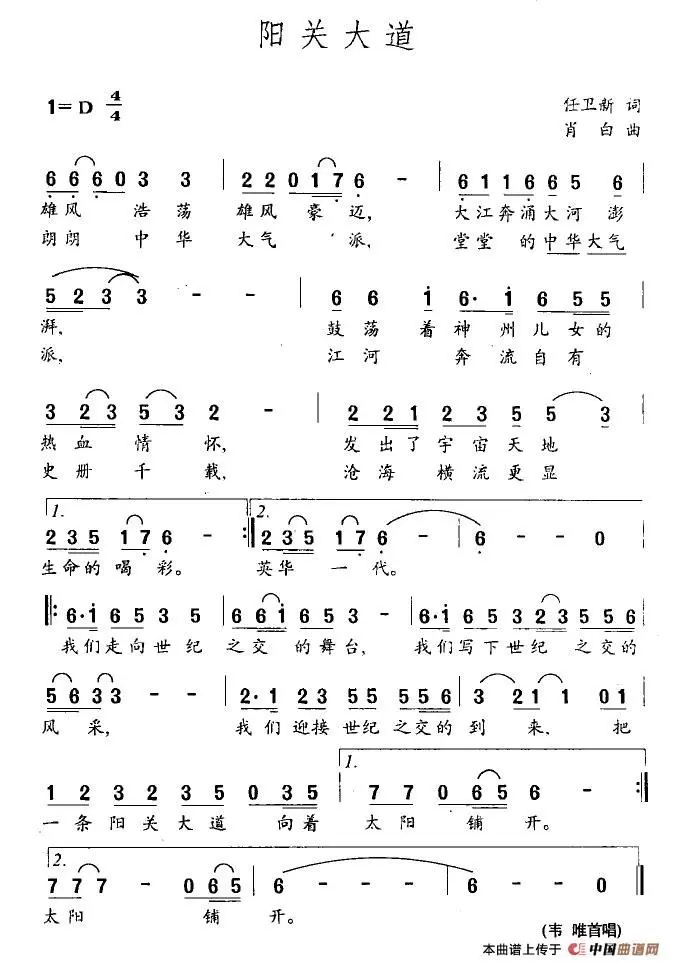 阳关大道
1=D 4/4
任卫新 词
肖 白 曲
6 6 6 0 3 3 | 2 2 0 1 7 6 - | 6 1 1 6 6 5 6 |
雄风 浩荡 雄风豪迈, 大江奔涌大河澎
朗朗 中华 大气 派, 堂堂的中华大气
5 2 3 3 - - | 6 6 1 6· 1 6 5 5 |
湃, 鼓荡着神州儿女的
派, 江河 奔流自有
3 2 3 5 3 2 - | 2 2 1 2 3 5 5 3 |
热血情怀, 发出了宇宙天地
史册千载, 沧海横流更显
1. 2.
2 3 5 1 7 6 - :‖ 2 3 5 1 7 6 - | 6 - - 0
生命的喝彩。 英华一代。
‖: 6·1 6 5 3 5 | 6 6 1 5 5 3 - | 6·1 6 5 3 2 3 5 5 6 |
我们走向世纪 之交 的舞台, 我们写下世纪 之交的
5 6 3 3 - - | 2·1 2 3 5 5 5 5 6 | 3 2 1 1 0 1 |
风采, 我们迎接世纪之交的到 来, 把
1.
1 2 3 2 3 5 0 3 5 | 7 7 0 6 5 6 - :‖
一条阳关大道 向着 太阳 铺开。
2.
7 7 7 - 0 6 5 | 6 - - - | 6 - - 0 ‖
太阳 铺 开。
(韦 唯首唱)
本曲谱上传于 中国曲谱网